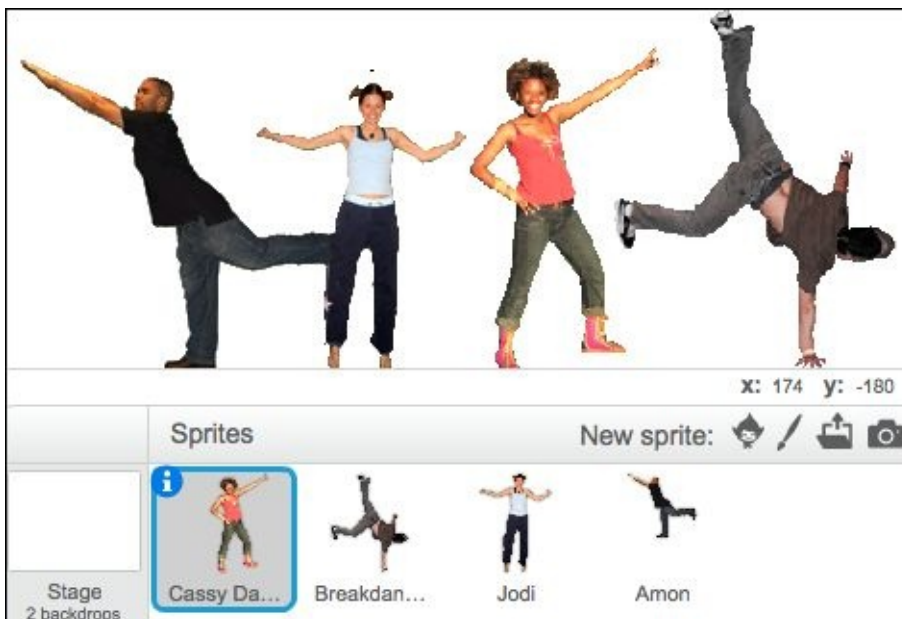 x: 174 y: -180
Sprites New sprite:
Cassy Da... Breakdan... Jodi Amon
Stage
2 backdrops